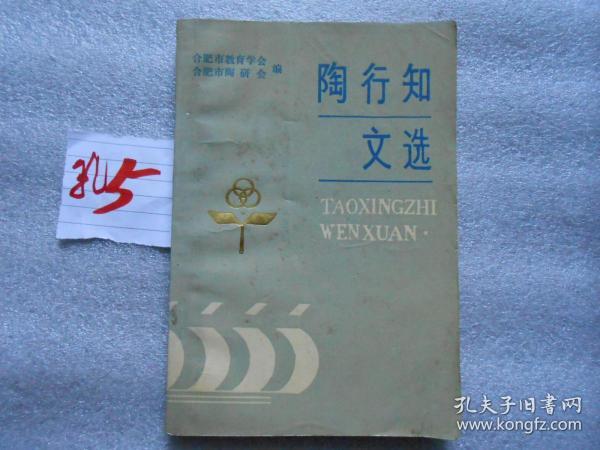 合肥市教育学会
合肥市陶研会 编
陶行知
文选
TAOXINGZHI
WENXUAN·
孔5
孔夫子旧书网
www.kongfz.com